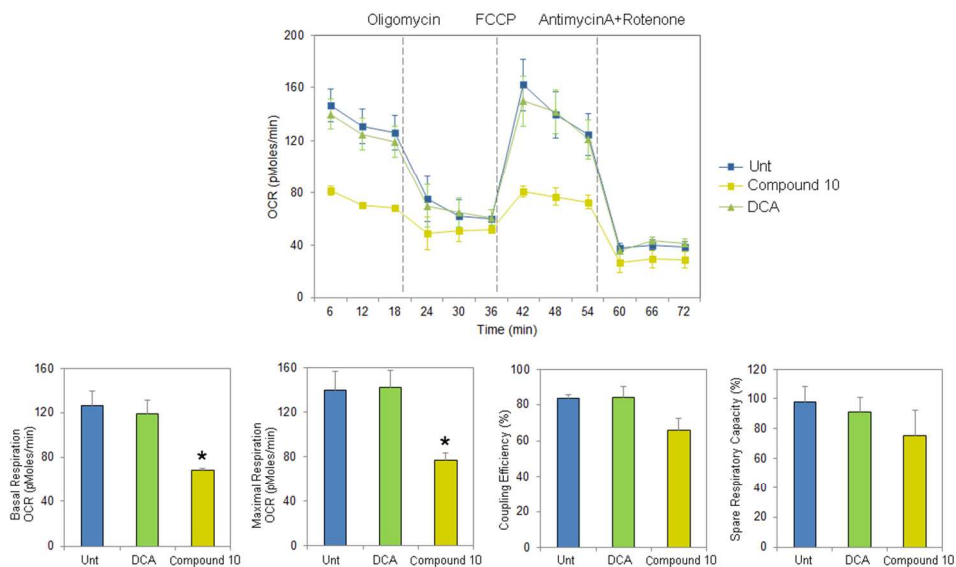 Oligomycin FCCP AntimycinA+Rotenone
200
160
120
80
40
0
OCR (pMoles/min)
6 12 18 24 30 36 42 48 54 60 66 72
Time (min)
Unt
Compound 10
DCA
160
120
80
40
0
Basal Respiration
OCR (pMoles/min)
*
Unt DCA Compound 10
160
120
80
40
0
Maximal Respiration
OCR (pMoles/min)
*
Unt DCA Compound 10
100
80
60
40
20
0
Coupling Efficiency (%)
Unt DCA Compound 10
120
100
80
60
40
20
0
Spare Respiratory Capacity (%)
Unt DCA Compound 10